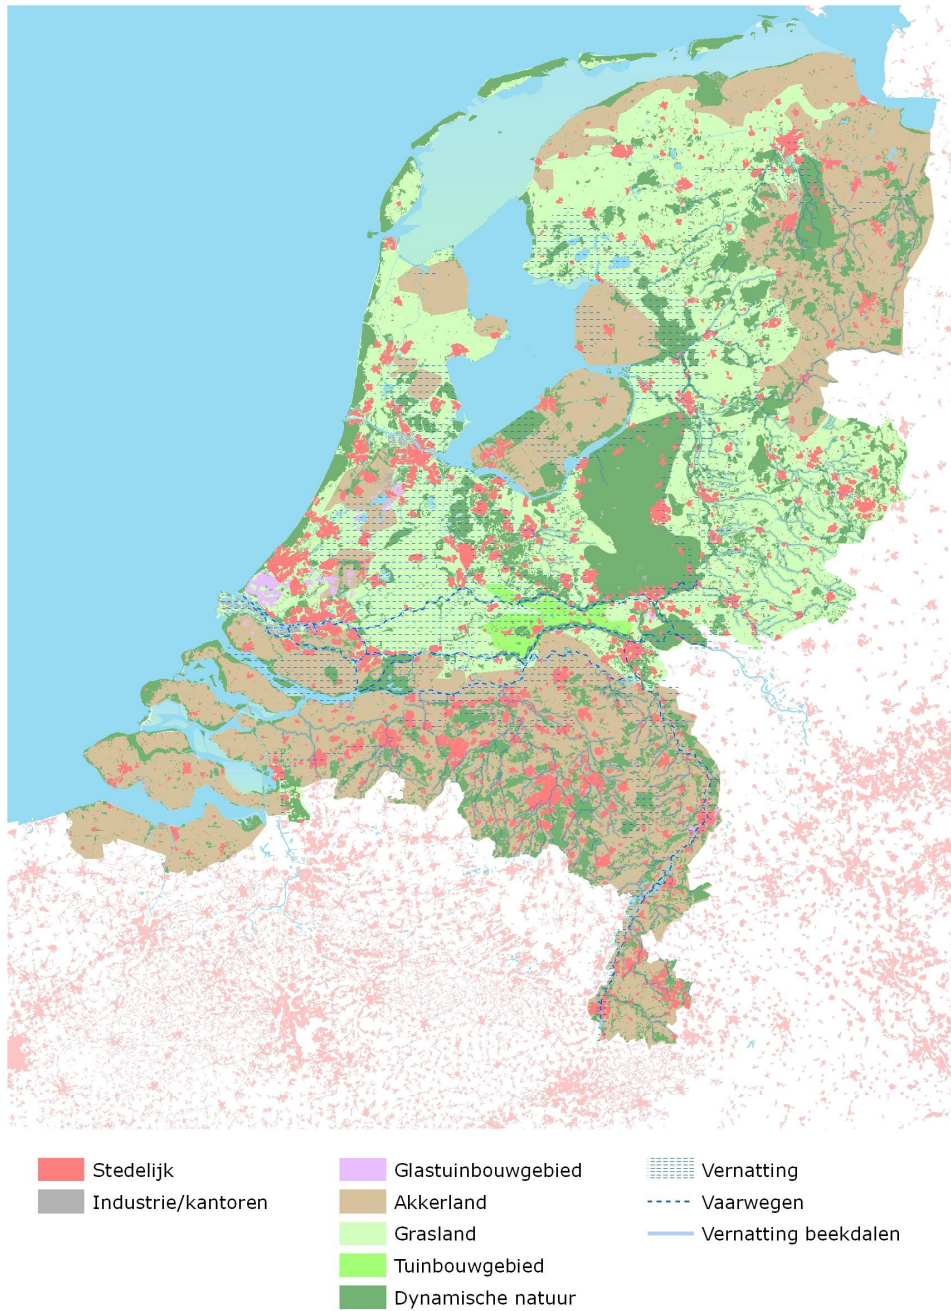 Stedelijk
Industrie/kantoren
Glastuinbouwgebied
Akkerland
Grasland
Tuinbouwgebied
Dynamische natuur
Vernatting
Vaarwegen
Vernatting beekdalen